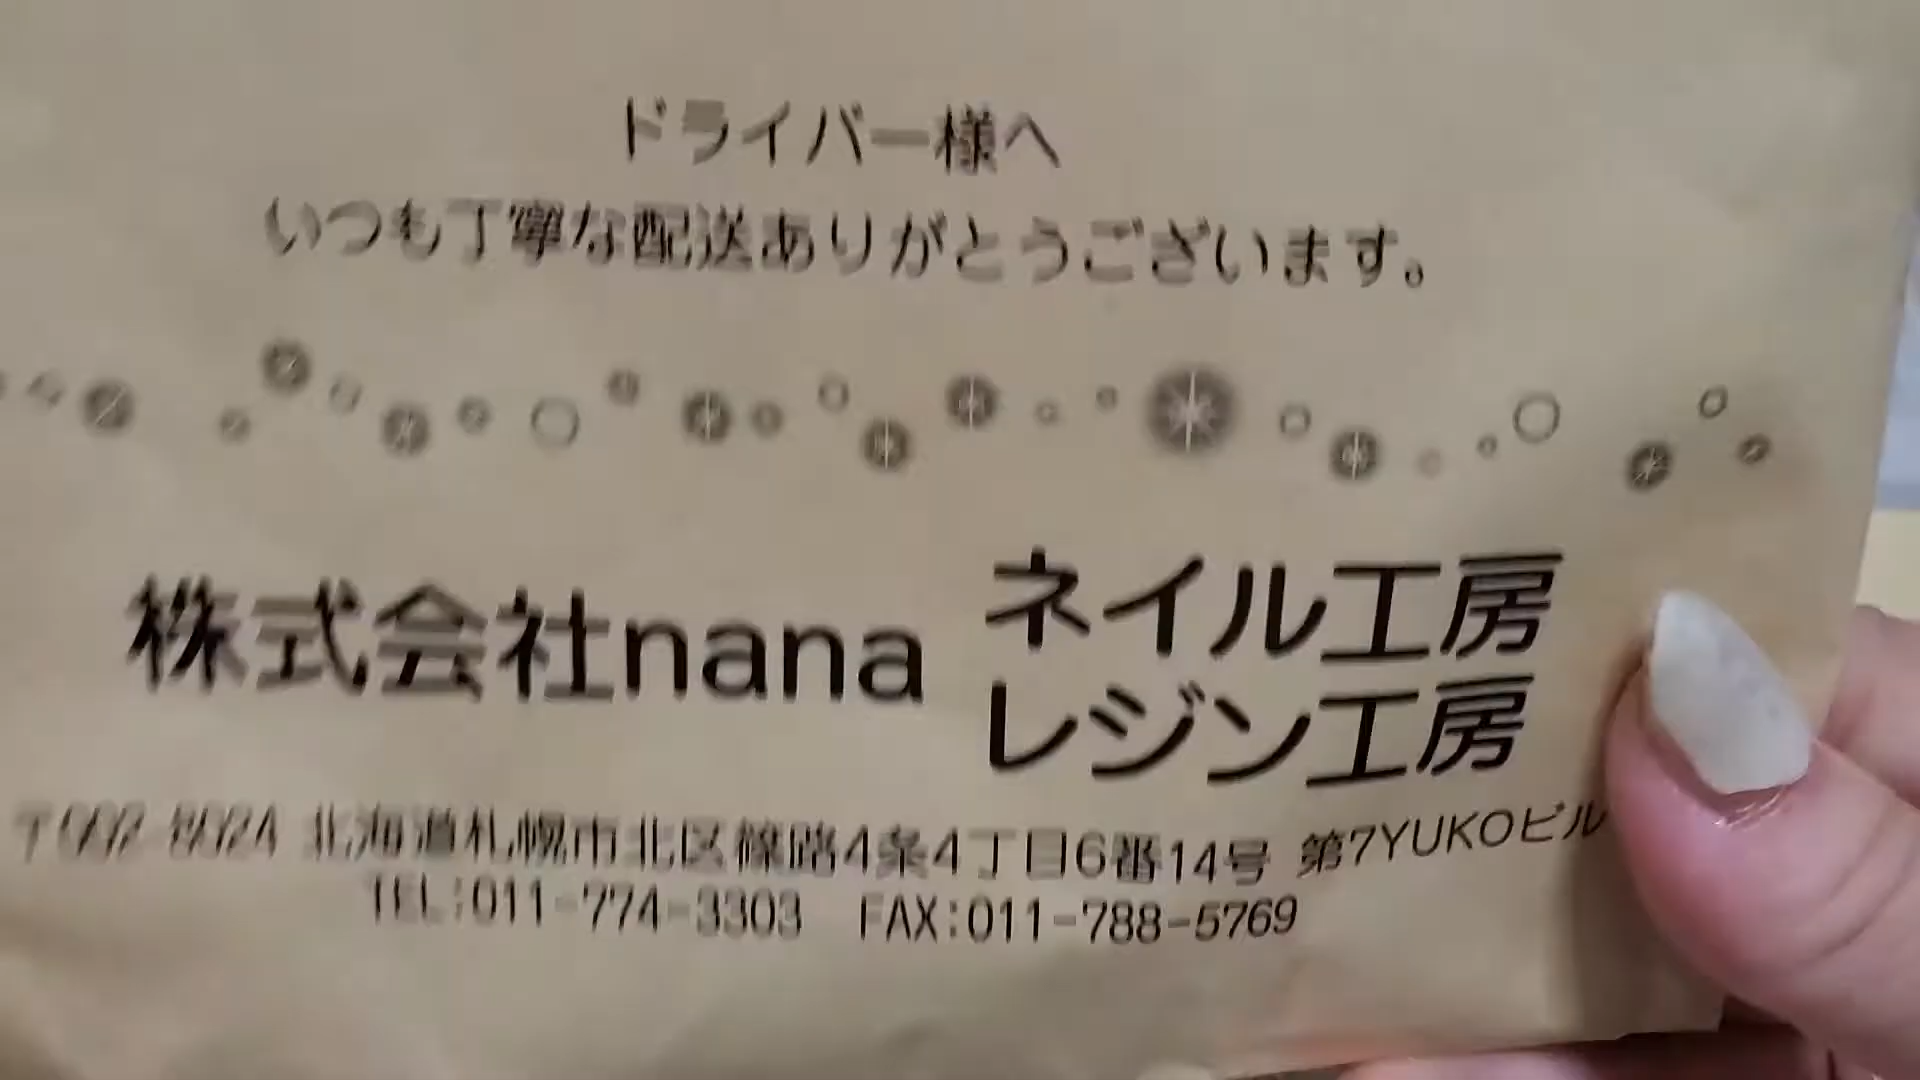 ドライバー様へ
いつも丁寧な配送ありがとうございます。
株式会社nana
ネイル工房
レジン工房
〒002-8024 北海道札幌市北区篠路4条4丁目6番14号 第7YUKOビル
TEL:011-774-3303 FAX:011-788-5769